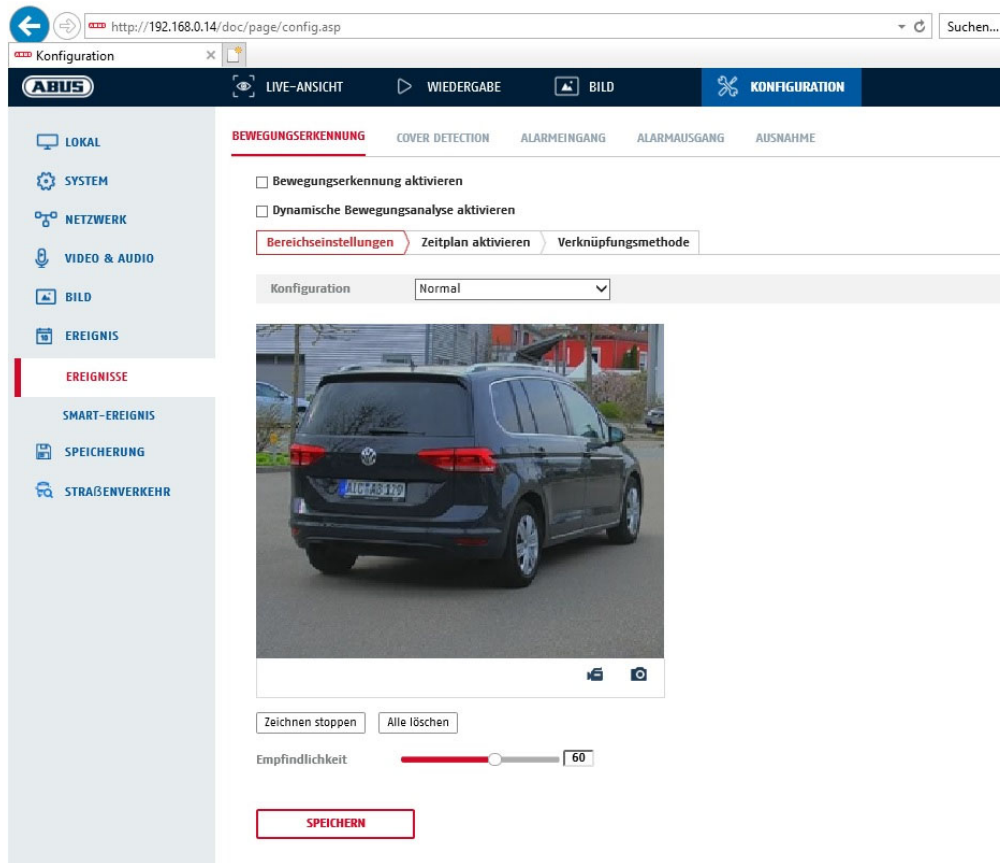 http://192.168.0.14/doc/page/config.asp
Suchen...
Konfiguration
ABUS
LIVE-ANSICHT
WIEDERGABE
BILD
KONFIGURATION
LOKAL
SYSTEM
NETZWERK
VIDEO & AUDIO
BILD
EREIGNIS
EREIGNISSE
SMART-EREIGNIS
SPEICHERUNG
STRAßENVERKEHR
BEWEGUNGSERKENNUNG
COVER DETECTION
ALARMEINGANG
ALARMAUSGANG
AUSNAHME
Bewegungserkennung aktivieren
Dynamische Bewegungsanalyse aktivieren
Bereichseinstellungen
Zeitplan aktivieren
Verknüpfungsmethode
Konfiguration
Normal
AIC AB 129
Zeichnen stoppen
Alle löschen
Empfindlichkeit
60
SPEICHERN